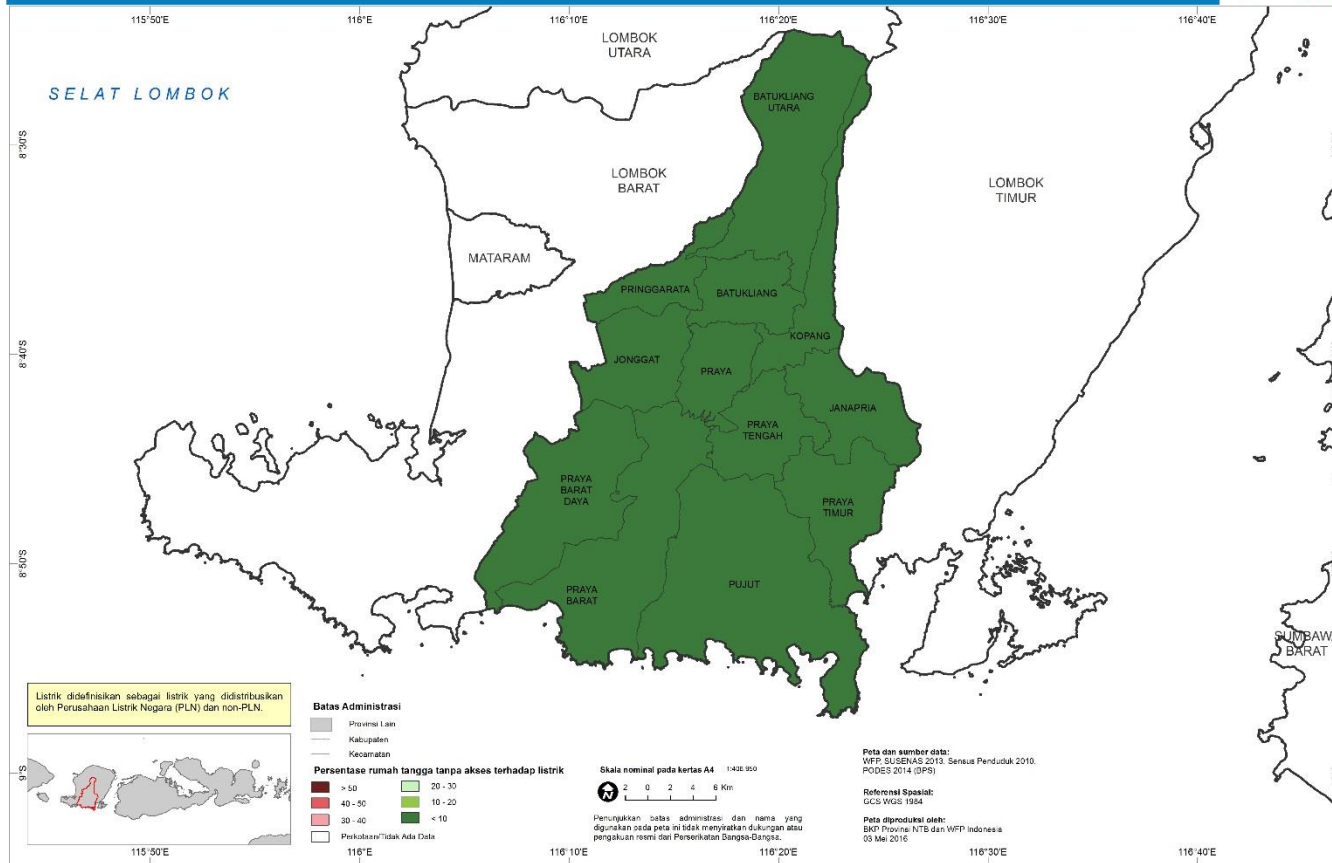 115°50'E
116°E
116°10'E
116°20'E
116°30'E
116°40'E
SELAT LOMBOK
LOMBOK
UTARA
BATUKLIANG
UTARA
8°30'S
LOMBOK
BARAT
LOMBOK
TIMUR
MATARAM
PRINGGARATA
BATUKLIANG
KOPANG
8°40'S
JONGGAT
PRAYA
JANAPRIA
PRAYA
TENGAH
PRAYA
BARAT
DAYA
PRAYA
TIMUR
8°50'S
PRAYA
BARAT
PUJUT
SUMBAWA
BARAT
Listrik didefinisikan sebagai listrik yang didistribusikan
oleh Perusahaan Listrik Negara (PLN) dan non-PLN.
Batas Administrasi
Provinsi Lain
Kabupaten
Kecamatan
Persentase rumah tangga tanpa akses terhadap listrik
> 50
40 - 50
30 - 40
20 - 30
10 - 20
< 10
Perkotaan/Tidak Ada Data
9°S
Skala nominal pada kertas A4 1:408.950
2 0 2 4 6 Km
Penunjukkan batas administrasi dan nama yang
digunakan pada peta ini tidak menyiratkan dukungan atau
pengakuan resmi dari Perserikatan Bangsa-Bangsa.
Peta dan sumber data:
WFP, SUSENAS 2013. Sensus Penduduk 2010.
PODES 2014 (BPS)
Referensi Spasial:
GCS WGS 1984
Peta diproduksi oleh:
BKP Provinsi NTB dan WFP Indonesia
03 Mei 2016
115°50'E
116°E
116°10'E
116°20'E
116°30'E
116°40'E